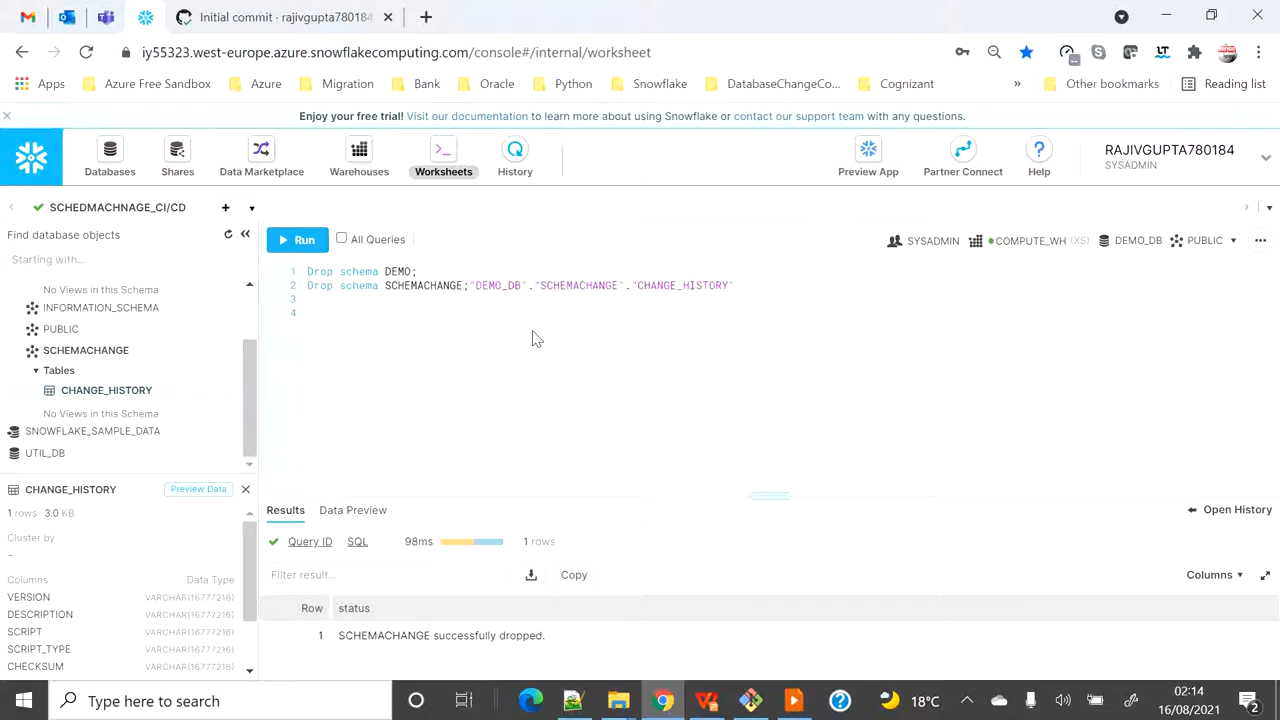 Initial commit · rajivgupta780184
iy55323.west-europe.azure.snowflakecomputing.com/console#/internal/worksheet
Apps Azure Free Sandbox Azure Migration Bank Oracle Python Snowflake DatabaseChangeCo... Cognizant » Other bookmarks Reading list
Enjoy your free trial! Visit our documentation to learn more about using Snowflake or contact our support team with any questions.
Databases Shares Data Marketplace Warehouses Worksheets History Preview App Partner Connect Help
RAJIVGUPTA780184
SYSADMIN
SCHEDMACHNAGE_CI/CD
Find database objects
Starting with...
No Views in this Schema
INFORMATION_SCHEMA
PUBLIC
SCHEMACHANGE
Tables
CHANGE_HISTORY
No Views in this Schema
SNOWFLAKE_SAMPLE_DATA
UTIL_DB
CHANGE_HISTORY Preview Data
1 rows 3.0 KB
Cluster by
-
Columns Data Type
VERSION VARCHAR(16777216)
DESCRIPTION VARCHAR(16777216)
SCRIPT VARCHAR(16777216)
SCRIPT_TYPE VARCHAR(16777216)
CHECKSUM VARCHAR(16777216)
Run All Queries SYSADMIN COMPUTE_WH (XS) DEMO_DB PUBLIC
1 Drop schema DEMO;
2 Drop schema SCHEMACHANGE;"DEMO_DB"."SCHEMACHANGE"."CHANGE_HISTORY"
3
4
Results Data Preview Open History
Query ID SQL 98ms 1 rows
Filter result... Copy Columns
Row status
1 SCHEMACHANGE successfully dropped.
Type here to search
18°C
02:14
16/08/2021
2